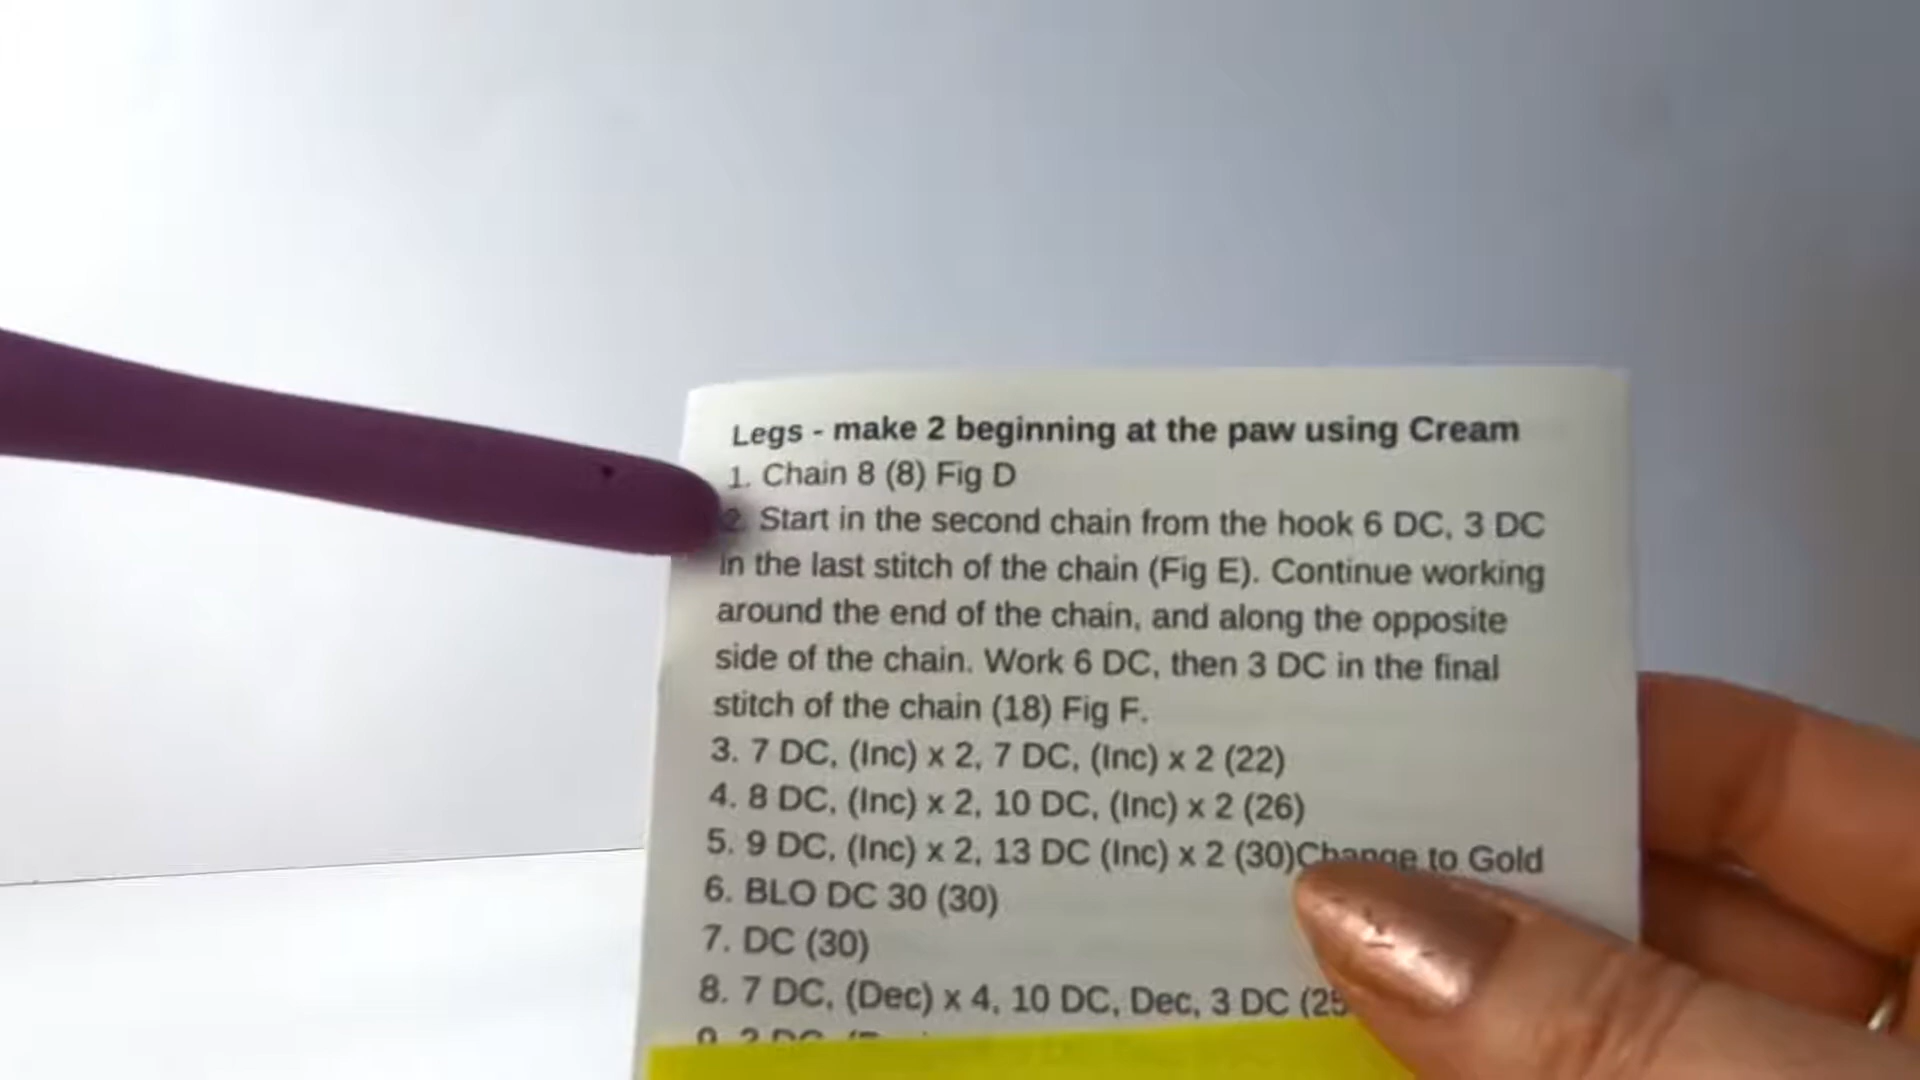 Legs - make 2 beginning at the paw using Cream
1. Chain 8 (8) Fig D
2. Start in the second chain from the hook 6 DC, 3 DC
in the last stitch of the chain (Fig E). Continue working
around the end of the chain, and along the opposite
side of the chain. Work 6 DC, then 3 DC in the final
stitch of the chain (18) Fig F.
3. 7 DC, (Inc) x 2, 7 DC, (Inc) x 2 (22)
4. 8 DC, (Inc) x 2, 10 DC, (Inc) x 2 (26)
5. 9 DC, (Inc) x 2, 13 DC (Inc) x 2 (30)Change to Gold
6. BLO DC 30 (30)
7. DC (30)
8. 7 DC, (Dec) x 4, 10 DC, Dec, 3 DC (25